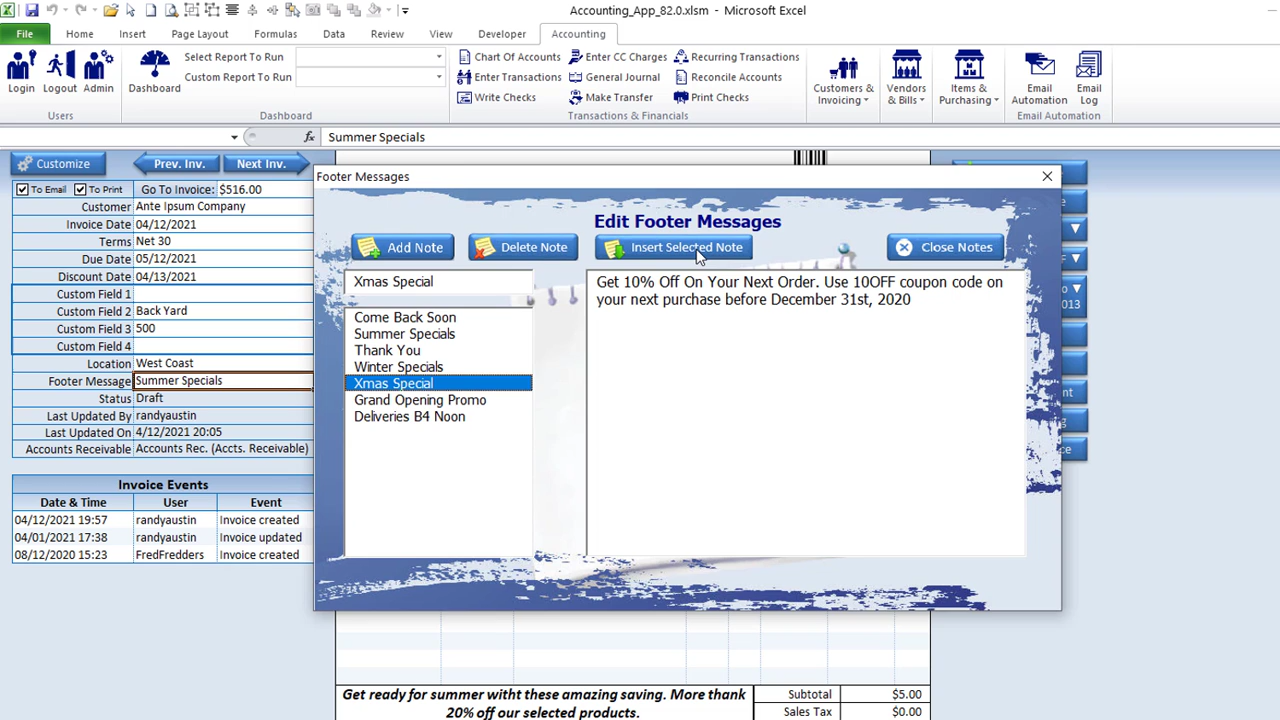 Accounting_App_82.0.xlsm - Microsoft Excel
File Home Insert Page Layout Formulas Data Review View Developer Accounting
Login Logout Admin
Users
Dashboard
Select Report To Run
Custom Report To Run
Dashboard
Chart Of Accounts Enter CC Charges Recurring Transactions
Enter Transactions General Journal Reconcile Accounts
Write Checks Make Transfer Print Checks
Transactions & Financials
Customers & Invoicing
Vendors & Bills
Items & Purchasing
Email Automation
Email Log
Email Automation
fx Summer Specials
Customize Prev. Inv. Next Inv.
To Email To Print Go To Invoice: $516.00
Customer Ante Ipsum Company
Invoice Date 04/12/2021
Terms Net 30
Due Date 05/12/2021
Discount Date 04/13/2021
Custom Field 1
Custom Field 2 Back Yard
Custom Field 3 500
Custom Field 4
Location West Coast
Footer Message Summer Specials
Status Draft
Last Updated By randyaustin
Last Updated On 4/12/2021 20:05
Accounts Receivable Accounts Rec. (Accts. Receivable)
Invoice Events
Date & Time User Event
04/12/2021 19:57 randyaustin Invoice created
04/01/2021 17:38 randyaustin Invoice updated
08/12/2020 15:23 FredFredders Invoice created
Footer Messages
Edit Footer Messages
Add Note Delete Note Insert Selected Note Close Notes
Xmas Special
Come Back Soon
Summer Specials
Thank You
Winter Specials
Xmas Special
Grand Opening Promo
Deliveries B4 Noon
Get 10% Off On Your Next Order. Use 10OFF coupon code on
your next purchase before December 31st, 2020
013
Get ready for summer witht these amazing saving. More thank
20% off our selected products.
Subtotal $5.00
Sales Tax $0.00